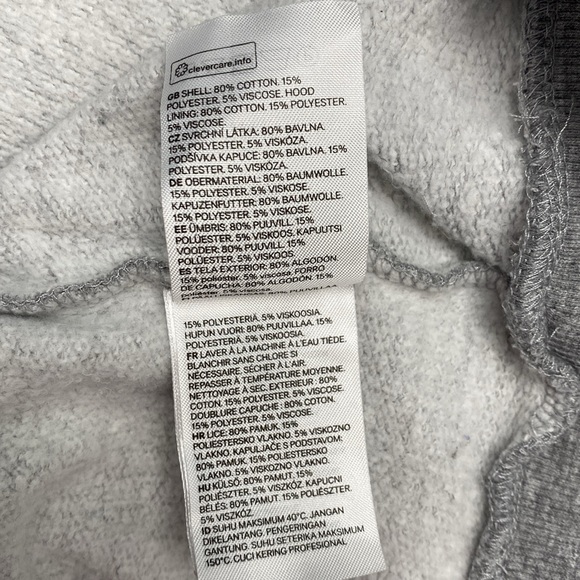 clevercare.info
GB SHELL: 80% COTTON. 15%
POLYESTER. 5% VISCOSE. HOOD
LINING: 80% COTTON. 15% POLYESTER.
5% VISCOSE.
CZ SVRCHNÍ LÁTKA: 80% BAVLNA.
15% POLYESTER. 5% VISKÓZA.
PODŠÍVKA KAPUCE: 80% BAVLNA. 15%
POLYESTER. 5% VISKÓZA.
DE OBERMATERIAL: 80% BAUMWOLLE.
15% POLYESTER. 5% VISKOSE.
KAPUZENFUTTER: 80% BAUMWOLLE.
15% POLYESTER. 5% VISKOSE.
EE ÜMBRIS: 80% PUUVILL. 15%
POLÜESTER. 5% VISKOOS. KAPUUTSI
VOODER: 80% PUUVILL. 15%
POLÜESTER. 5% VISKOOS.
ES TELA EXTERIOR: 80% ALGODÓN.
15% poliéster. 5% viscosa. FORRO
DE CAPUCHA: 80% ALGODÓN. 15%
poliéster. 5% viscosa.
15% POLYESTERIÄ. 5% VISKOOSIA.
HUPUN VUORI: 80% PUUVILLAA. 15%
POLYESTERIÄ. 5% VISKOOSIA.
FR LAVER À LA MACHINE À L'EAU TIÈDE.
BLANCHIR SANS CHLORE SI
NÉCESSAIRE. SÉCHER À L'AIR.
REPASSER À TEMPÉRATURE MOYENNE.
NETTOYAGE À SEC. EXTERIEUR: 80%
COTON. 15% POLYESTER. 5% VISCOSE.
DOUBLURE CAPUCHE: 80% COTON.
15% POLYESTER. 5% VISCOSE.
HR LICE: 80% PAMUK. 15%
POLIESTERSKO VLAKNO. 5% VISKOZNO
VLAKNO. KAPULJAČE S PODSTAVOM:
80% PAMUK. 15% POLIESTERSKO
VLAKNO. 5% VISKOZNO VLAKNO.
HU KÜLSŐ: 80% PAMUT. 15%
POLIÉSZTER. 5% VISZKÓZ. KAPUCNI
BÉLÉS: 80% PAMUT. 15% POLIÉSZTER.
5% VISZKÓZ.
ID SUHU MAKSIMUM 40°C. JANGAN
DIKELANTANG. PENGERINGAN
GANTUNG. SUHU SETERIKA MAKSIMUM
150°C. CUCI KERING PROFESSIONAL